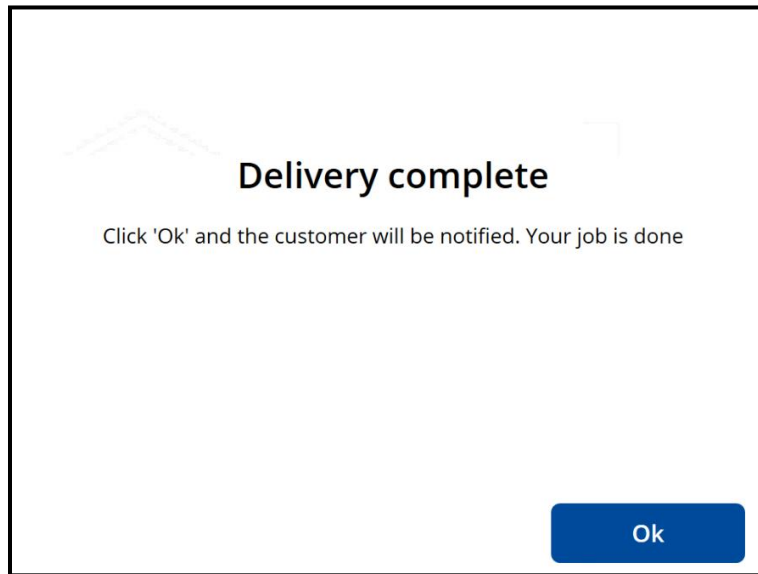 Delivery complete
Click 'Ok' and the customer will be notified. Your job is done
Ok